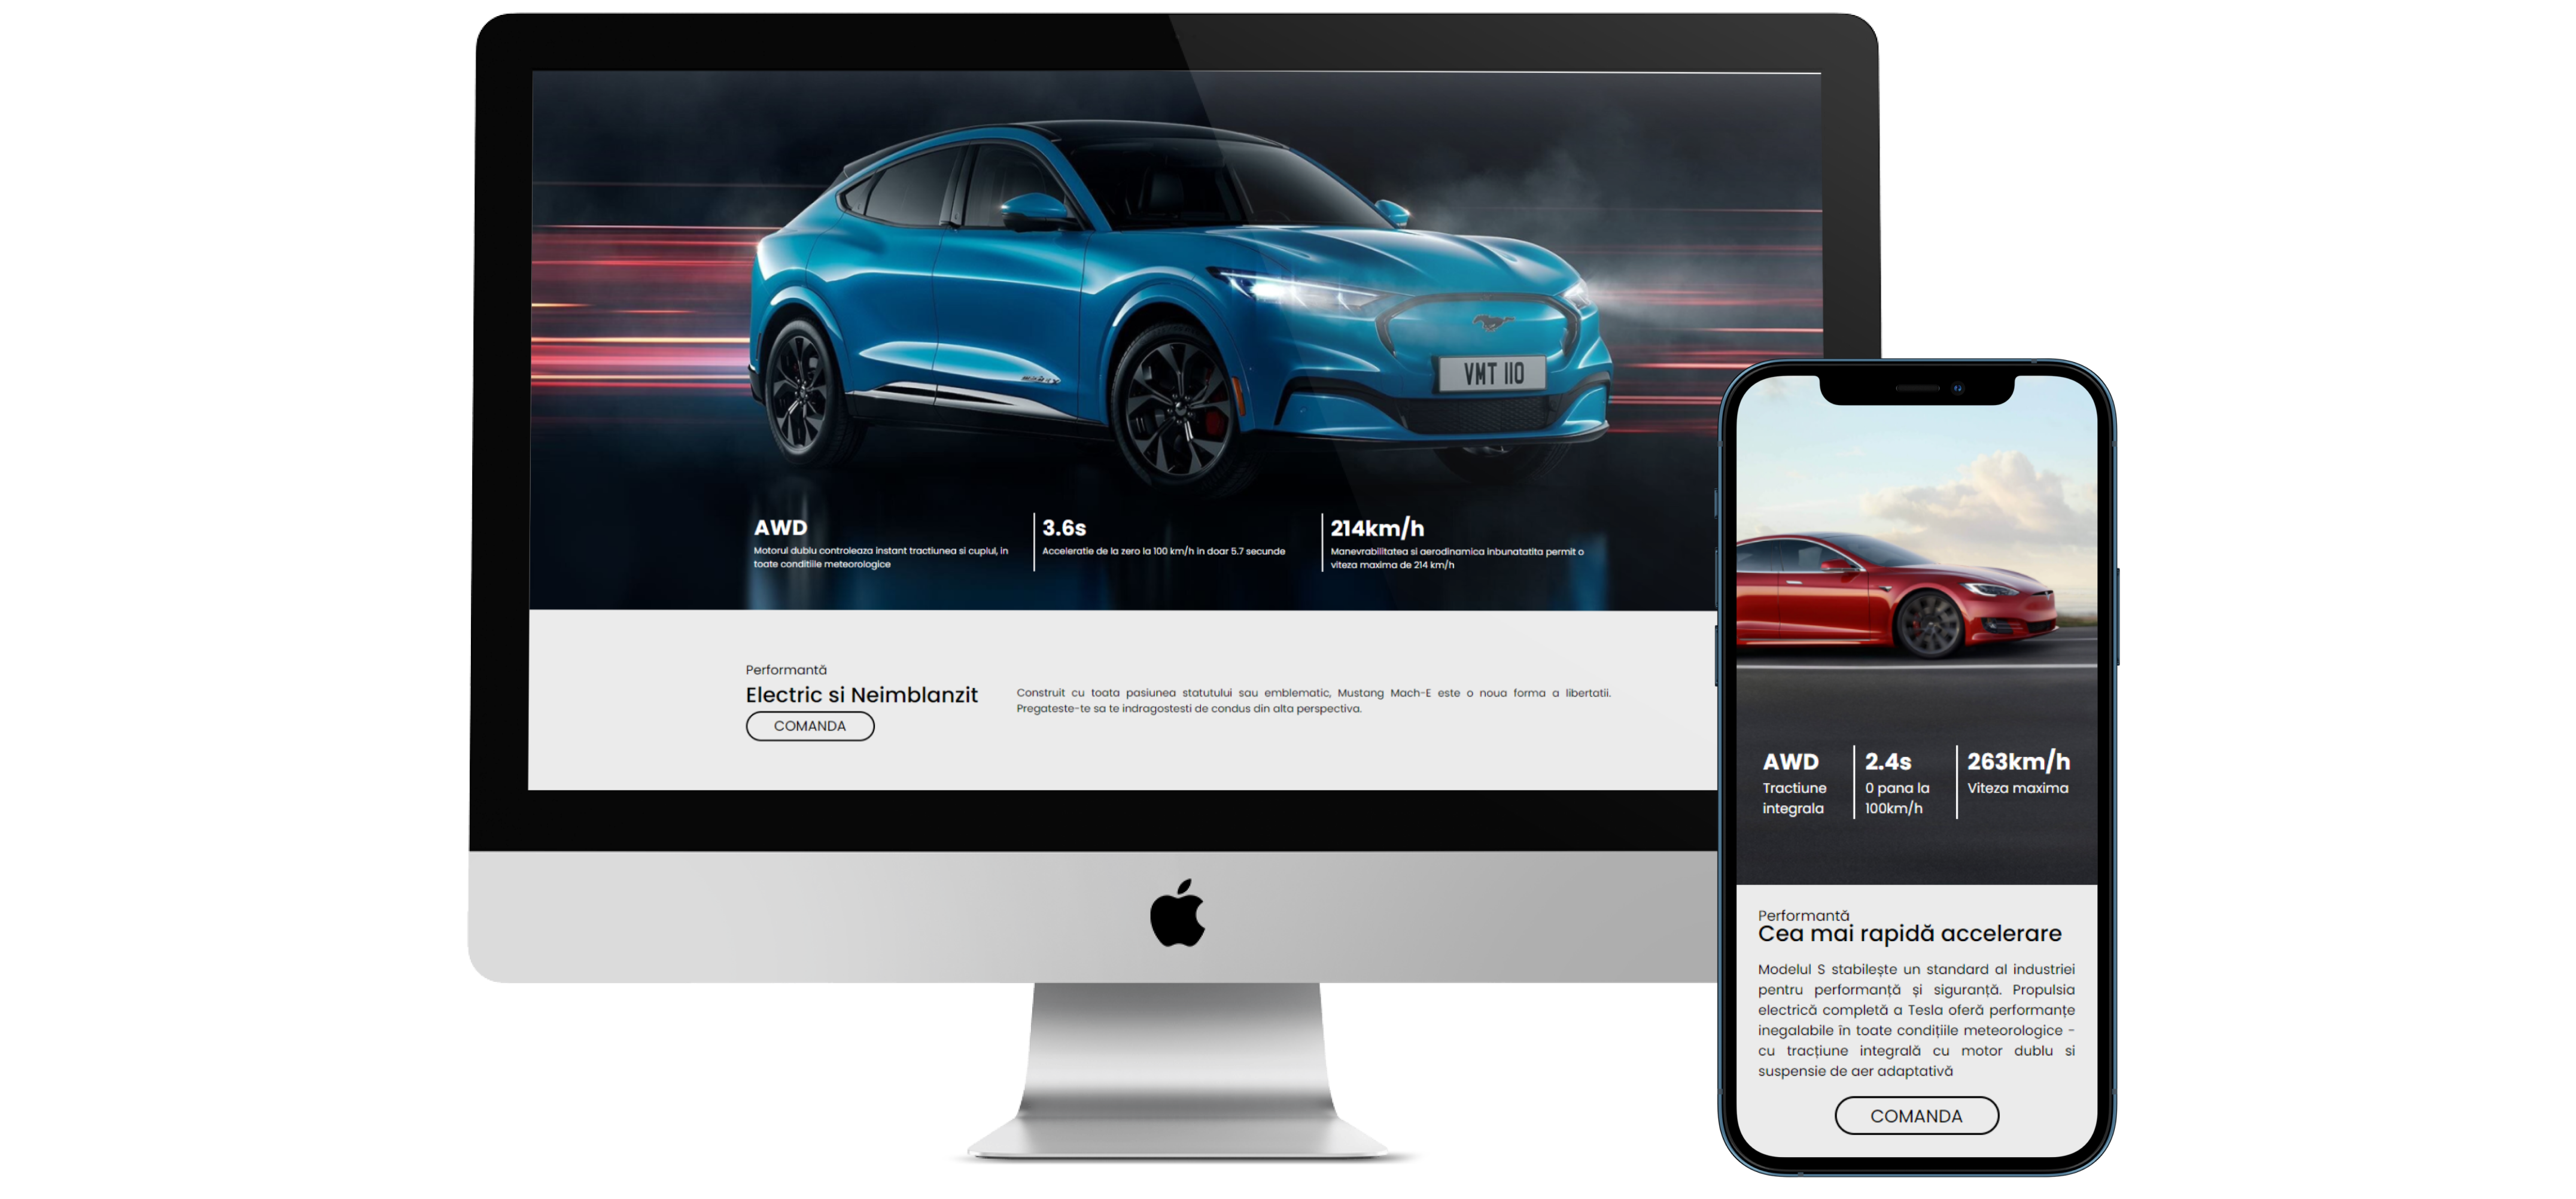 VMT 110
AWD
Motorul dublu controleaza instant tractiunea si cuplul, in
toate conditiile meteorologice
3.6s
Acceleratie de la zero la 100 km/h in doar 5.7 secunde
214km/h
Manevrabilitatea si aerodinamica inbunatatita permit o
viteza maxima de 214 km/h
Performantă
Electric si Neimblanzit
COMANDA
Construit cu toata pasiunea statutului sau emblematic, Mustang Mach-E este o noua forma a libertatii.
Pregateste-te sa te indragostesti de condus din alta perspectiva.
AWD
Tractiune
integrala
2.4s
0 pana la
100km/h
263km/h
Viteza maxima
Performantă
Cea mai rapidă accelerare
Modelul S stabilește un standard al industriei
pentru performanță și siguranță. Propulsia
electrică completă a Tesla oferă performanțe
inegalabile în toate condițiile meteorologice -
cu tracțiune integrală cu motor dublu si
suspensie de aer adaptativă
COMANDA